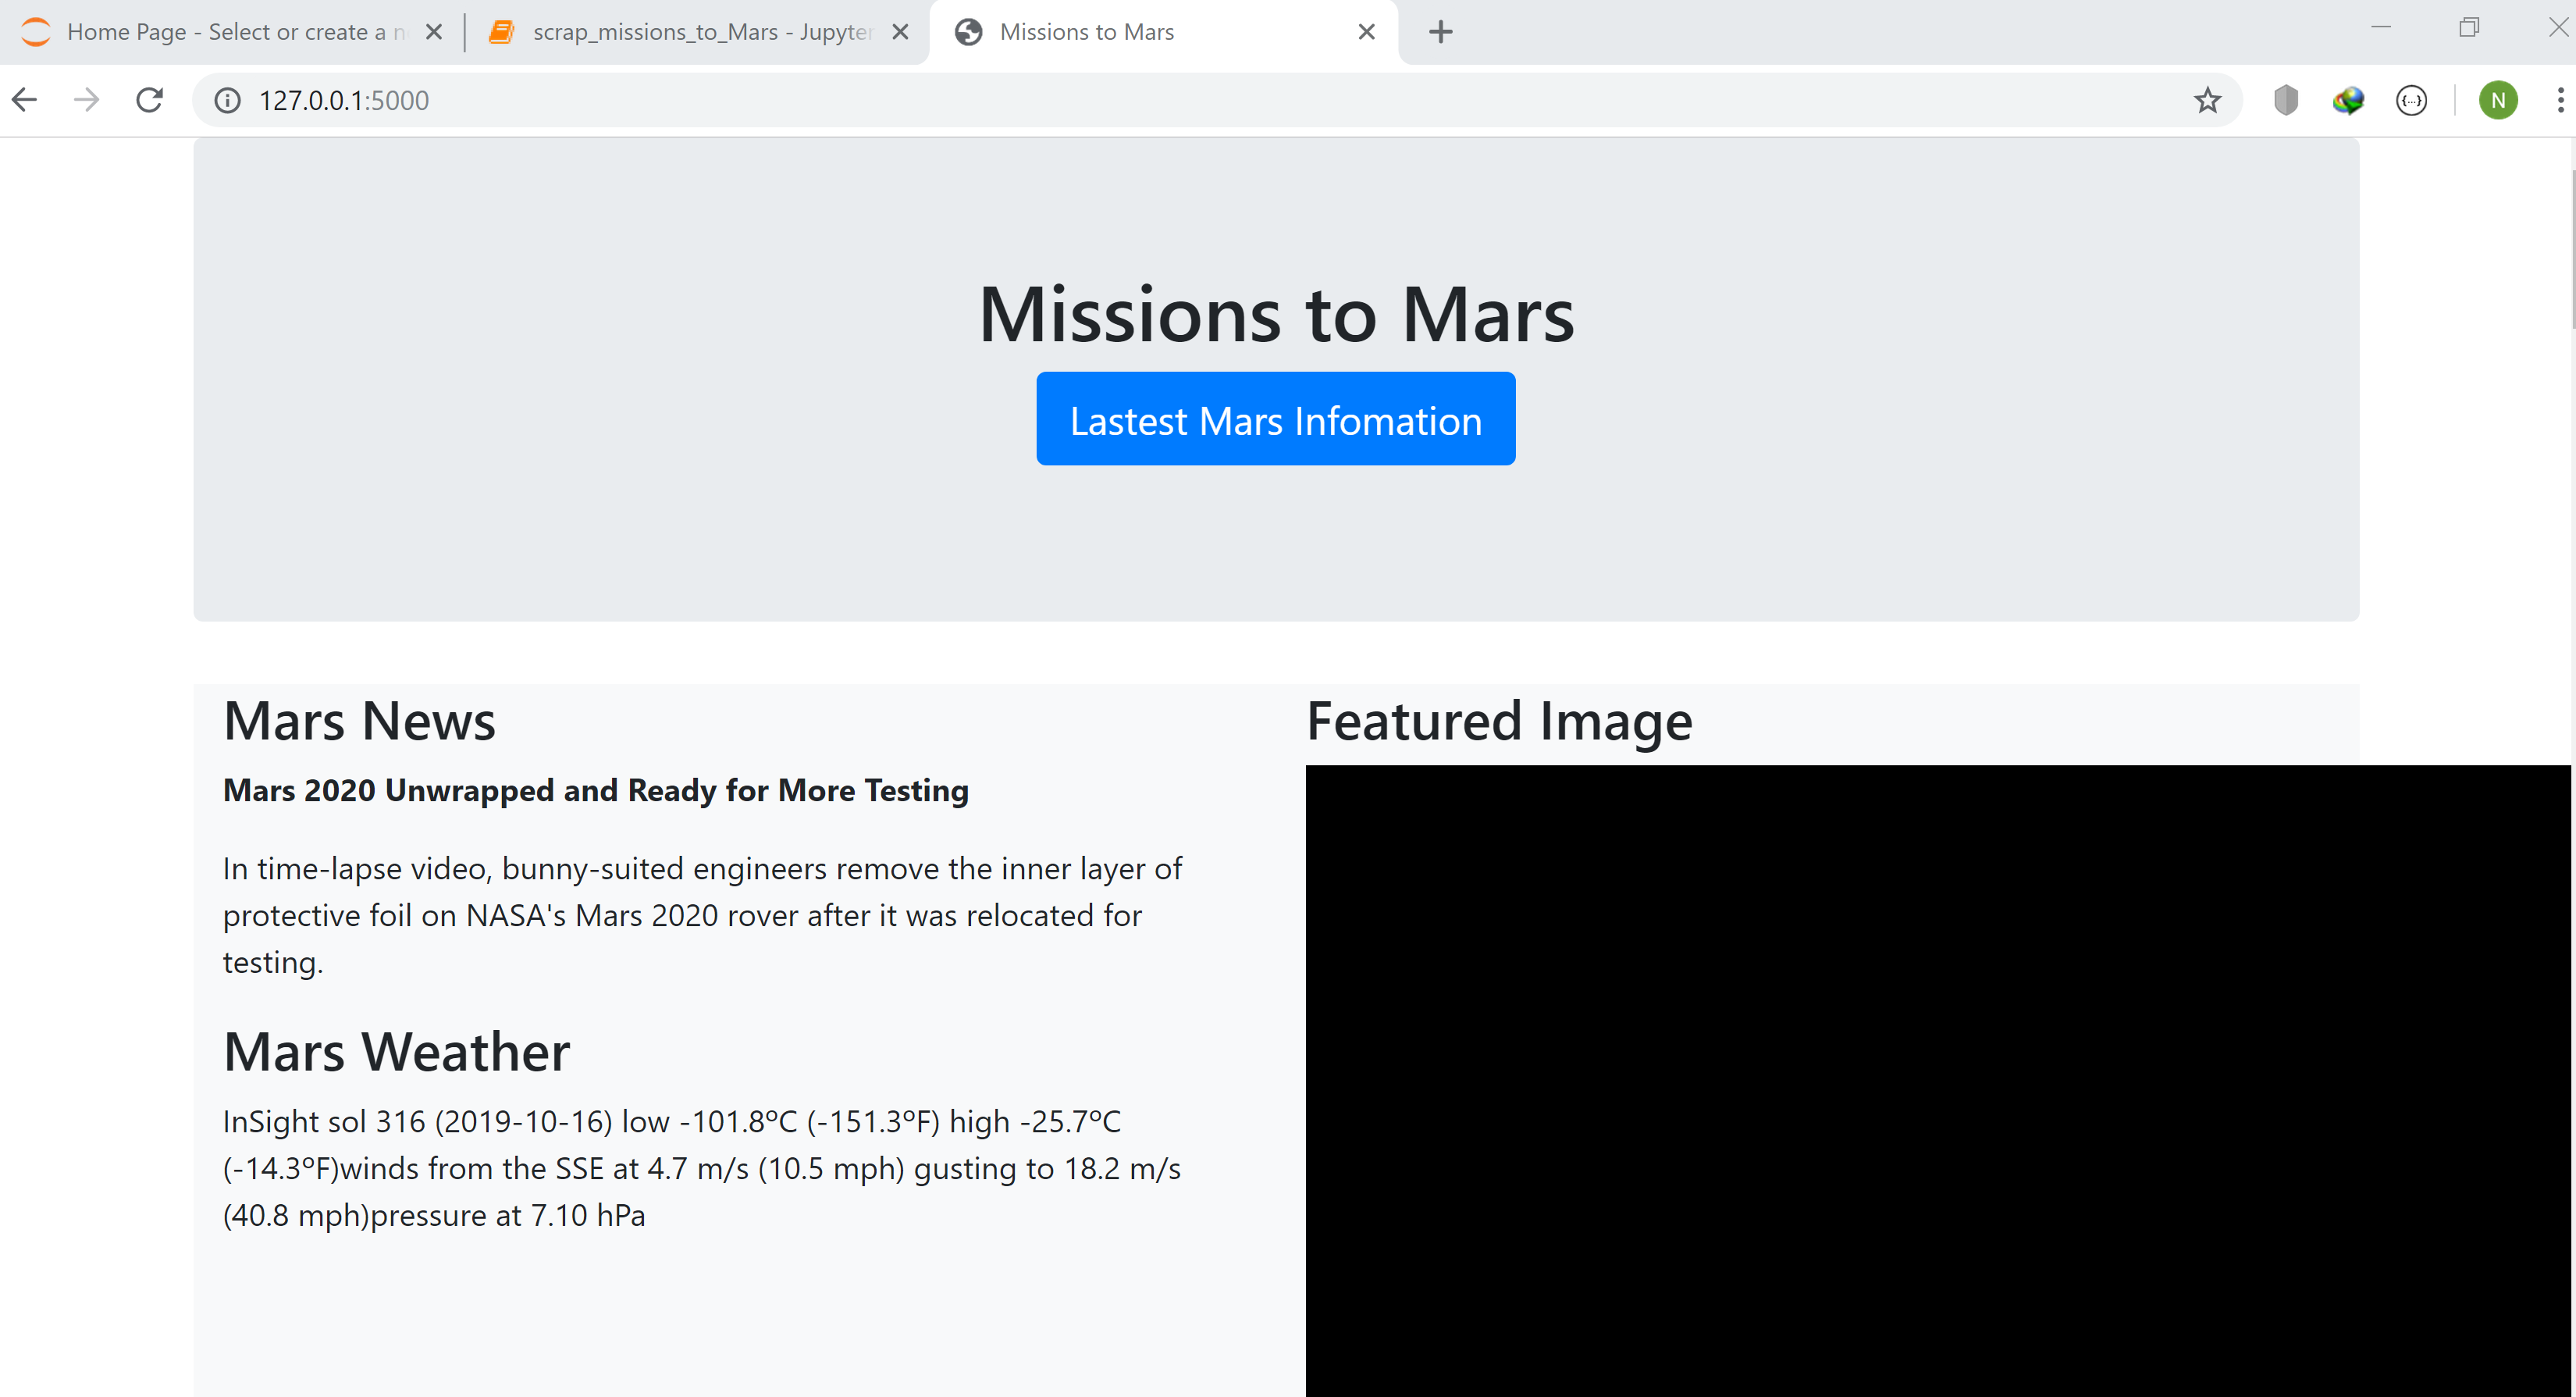 Home Page - Select or create a n
scrap_missions_to_Mars - Jupyter
Missions to Mars
127.0.0.1:5000
{...}
N
Missions to Mars
Lastest Mars Infomation
Mars News
Mars 2020 Unwrapped and Ready for More Testing
In time-lapse video, bunny-suited engineers remove the inner layer of
protective foil on NASA's Mars 2020 rover after it was relocated for
testing.
Mars Weather
InSight sol 316 (2019-10-16) low -101.8ºC (-151.3ºF) high -25.7ºC
(-14.3ºF)winds from the SSE at 4.7 m/s (10.5 mph) gusting to 18.2 m/s
(40.8 mph)pressure at 7.10 hPa
Featured Image